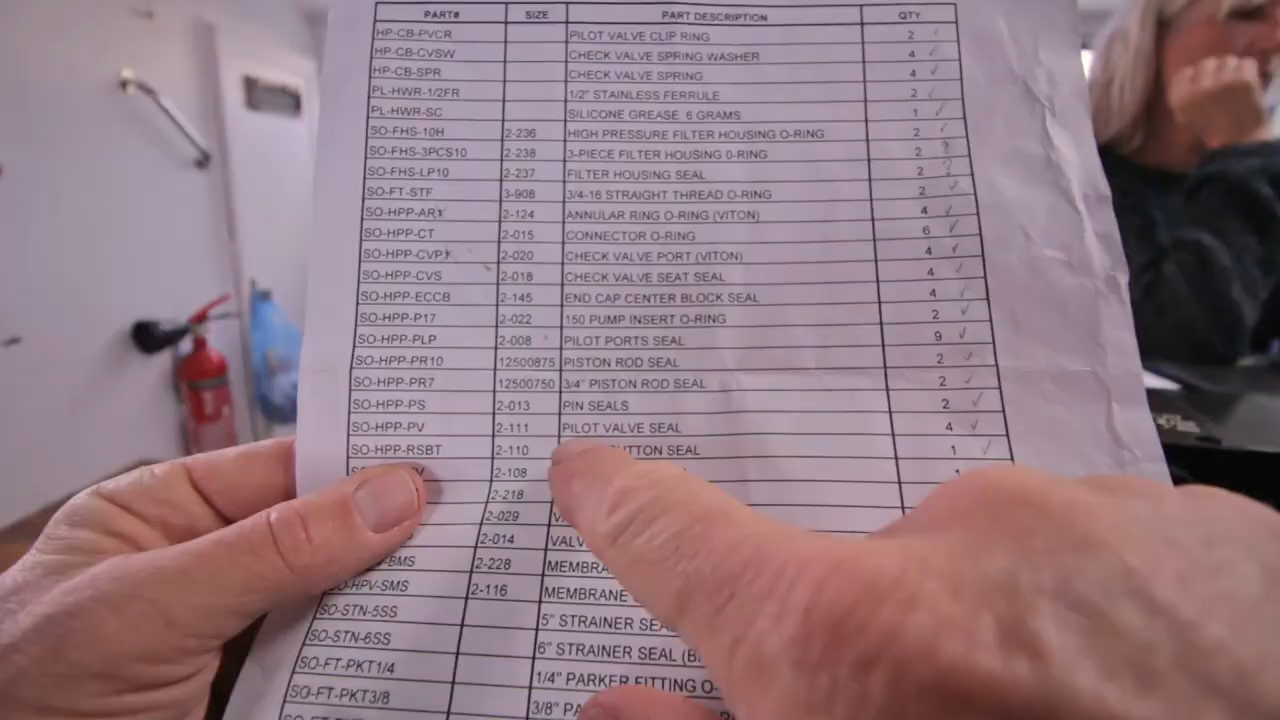 PART# SIZE PART DESCRIPTION QTY
HP-CB-PVCR PILOT VALVE CLIP RING 2
HP-CB-CVSW CHECK VALVE SPRING WASHER 4
HP-CB-SPR CHECK VALVE SPRING 4
PL-HWR-1/2FR 1/2" STAINLESS FERRULE 2
PL-HWR-SC SILICONE GREASE 6 GRAMS 1
SO-FHS-10H 2-236 HIGH PRESSURE FILTER HOUSING O-RING 2
SO-FHS-3PCS10 2-238 3-PIECE FILTER HOUSING 0-RING 2 ?
SO-FHS-LP10 2-237 FILTER HOUSING SEAL 2 ?
SO-FT-STF 3-908 3/4-16 STRAIGHT THREAD O-RING 2
SO-HPP-AR1 2-124 ANNULAR RING O-RING (VITON) 4
SO-HPP-CT 2-015 CONNECTOR O-RING 6
SO-HPP-CVP 2-020 CHECK VALVE PORT (VITON) 4
SO-HPP-CVS 2-018 CHECK VALVE SEAT SEAL 4
SO-HPP-ECCB 2-145 END CAP CENTER BLOCK SEAL 4
SO-HPP-P17 2-022 150 PUMP INSERT O-RING 2
SO-HPP-PLP 2-008 PILOT PORTS SEAL 9
SO-HPP-PR10 12500875 PISTON ROD SEAL 2
SO-HPP-PR7 12500750 3/4" PISTON ROD SEAL 2
SO-HPP-PS 2-013 PIN SEALS 2
SO-HPP-PV 2-111 PILOT VALVE SEAL 4
SO-HPP-RSBT 2-110 UTTON SEAL 1
2-108 1
2-218
2-029
2-014 VALV
-BMS 2-228 MEMBRA
-HPV-SMS 2-116 MEMBRANE
SO-STN-5SS 5" STRAINER SEA
SO-STN-6SS 6" STRAINER SEAL (B
SO-FT-PKT1/4 1/4" PARKER FITTING O-
SO-FT-PKT3/8 3/8" PA